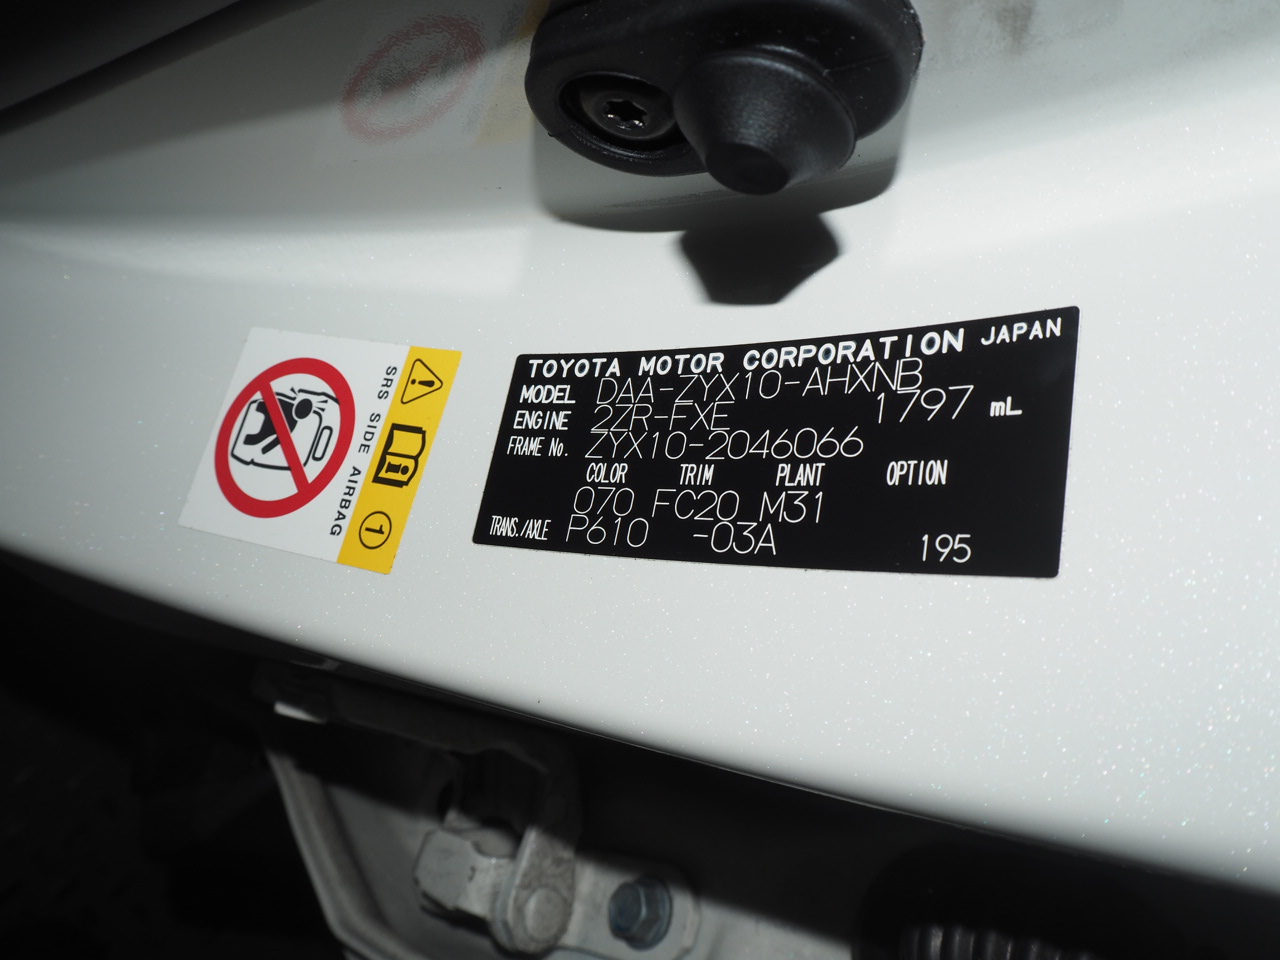 SRS SIDE AIRBAG
1
TOYOTA MOTOR CORPORATION JAPAN
MODEL DAA-ZYX10-AHXNB
ENGINE 2ZR-FXE 1797 mL
FRAME No. ZYX10-2046066
COLOR TRIM PLANT OPTION
070 FC20 M31
TRANS./AXLE P610 -03A 195